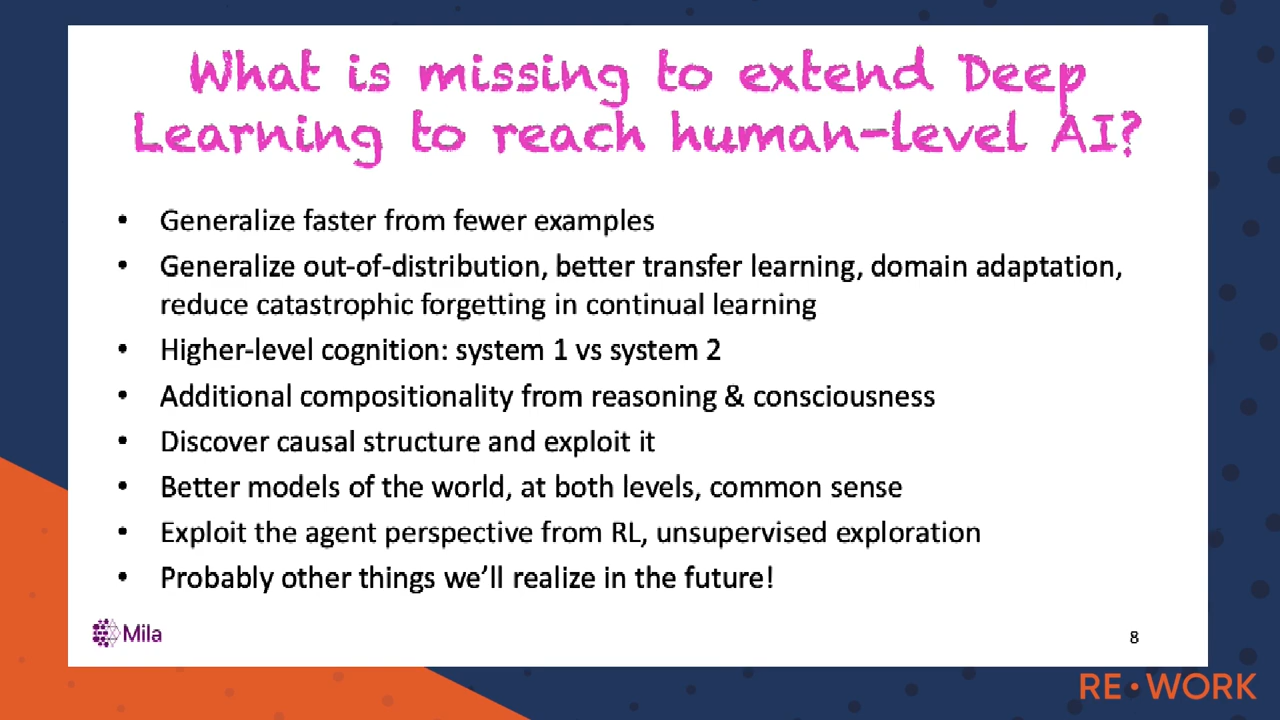 What is missing to extend Deep
Learning to reach human-level AI?
• Generalize faster from fewer examples
• Generalize out-of-distribution, better transfer learning, domain adaptation,
reduce catastrophic forgetting in continual learning
• Higher-level cognition: system 1 vs system 2
• Additional compositionality from reasoning & consciousness
• Discover causal structure and exploit it
• Better models of the world, at both levels, common sense
• Exploit the agent perspective from RL, unsupervised exploration
• Probably other things we'll realize in the future!
Mila
8
RE•WORK